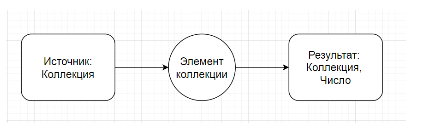 Источник:
Коллекция
Элемент
коллекции
Результат:
Коллекция,
Число